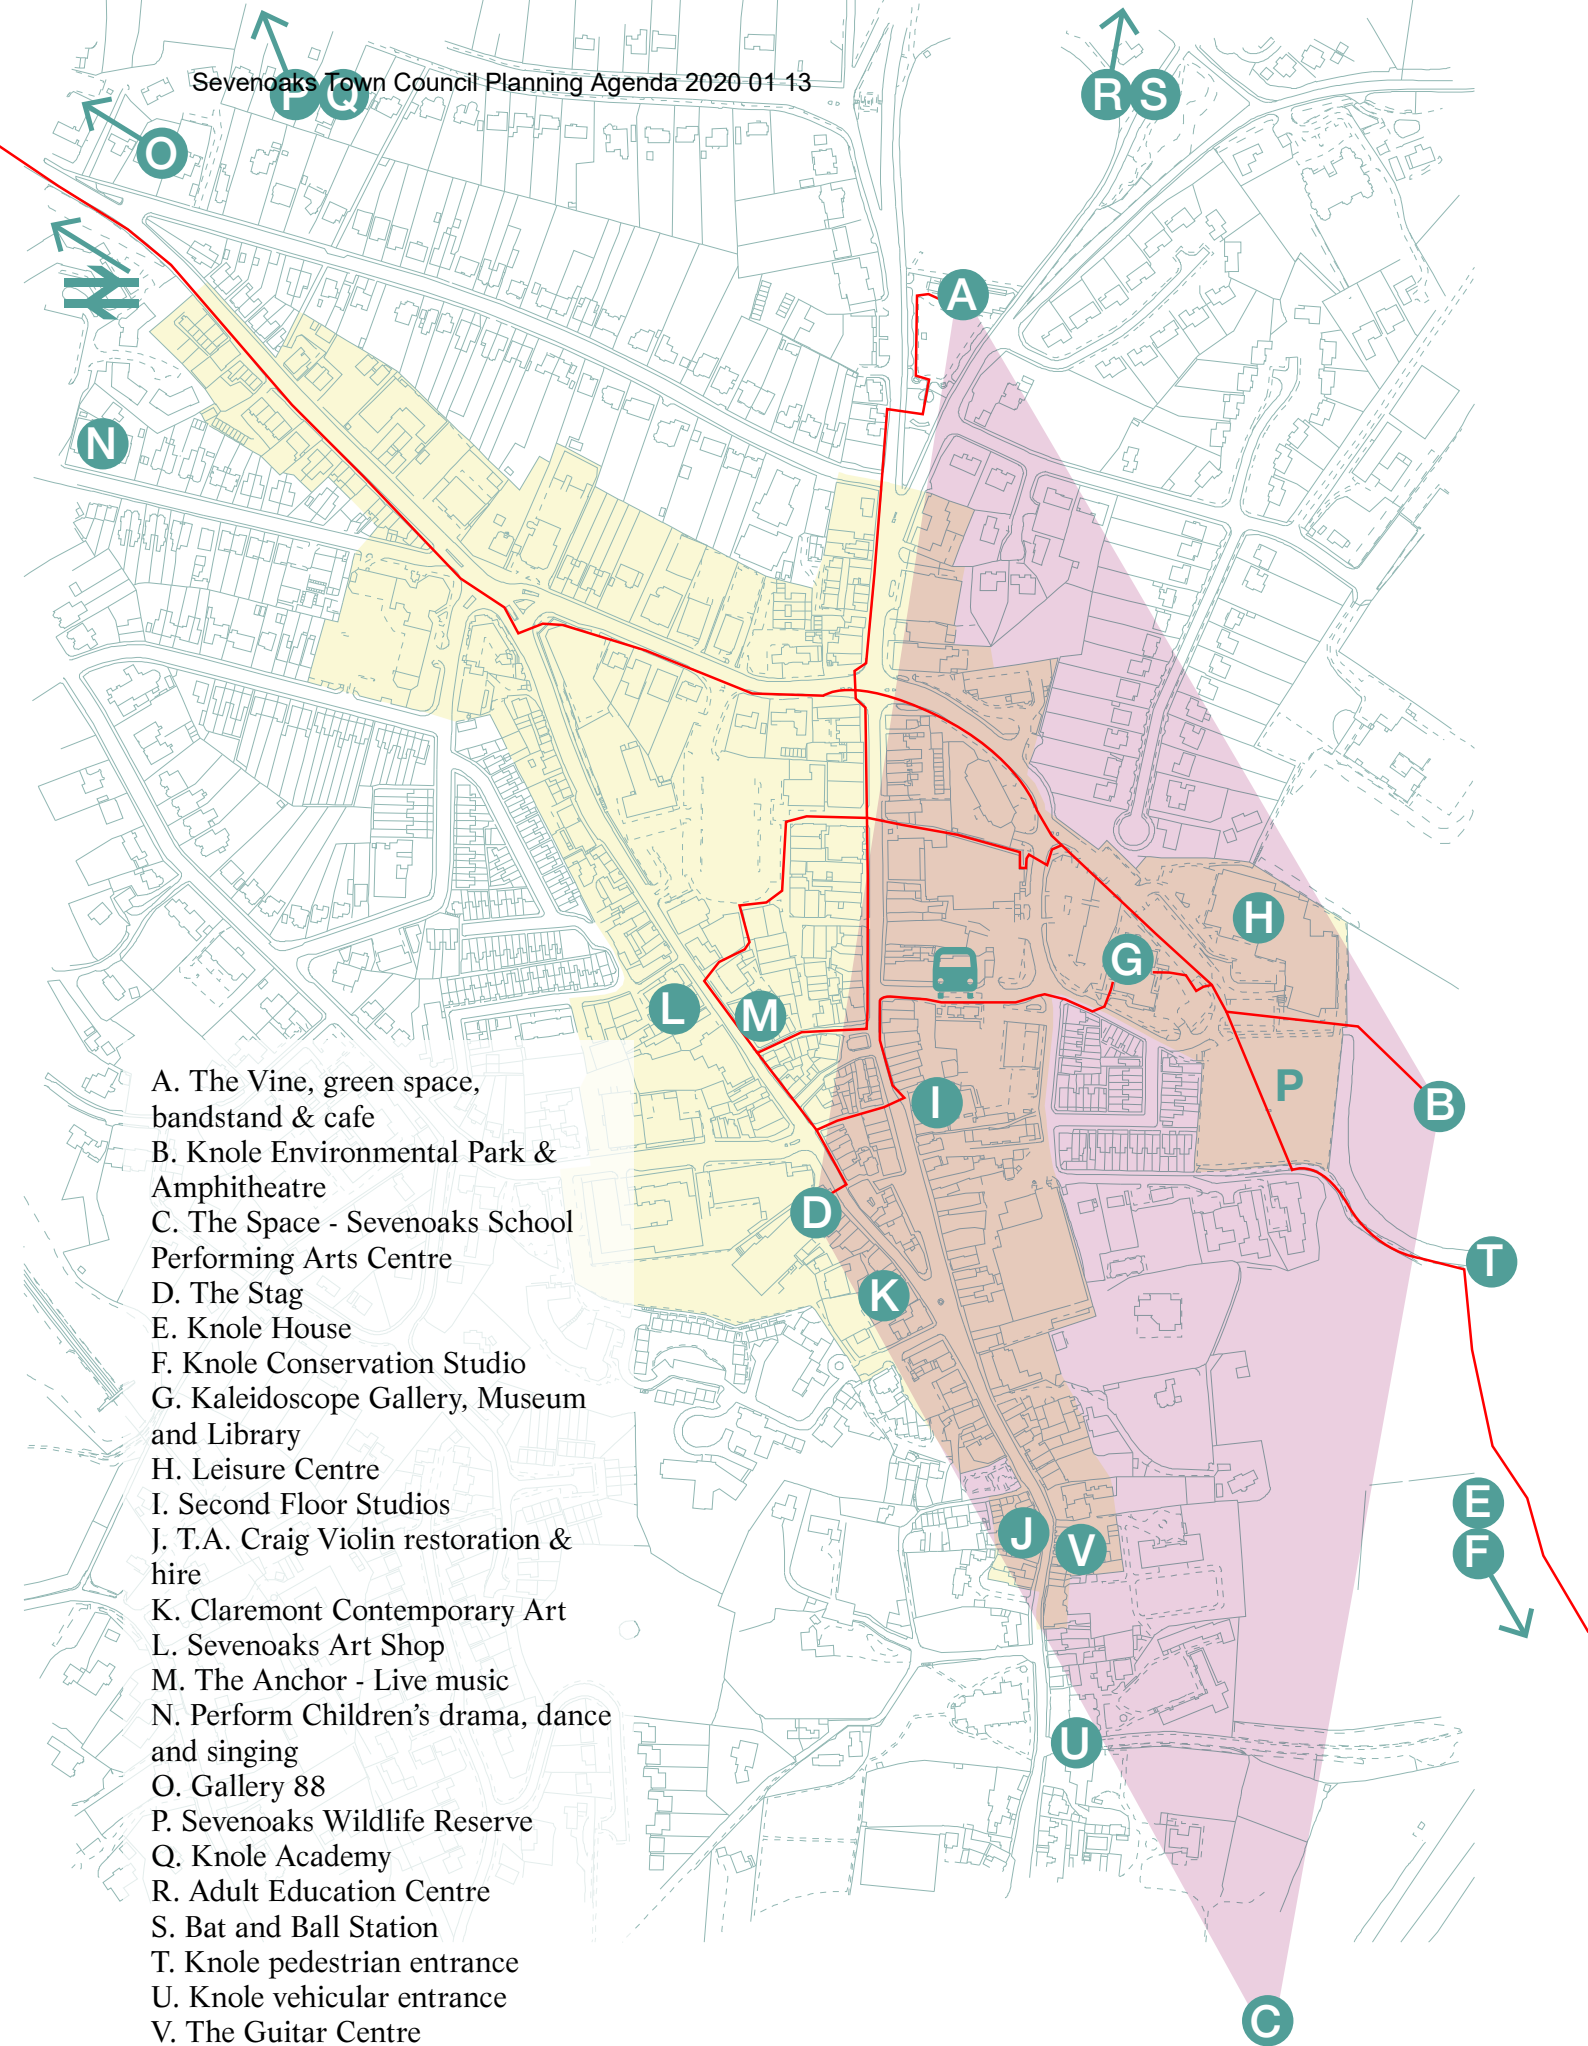 Sevenoaks Town Council Planning Agenda 2020 01 13
P Q
R S
O
A
N
H
G
L
M
P
I
B
D
T
K
E
J
V
F
U
C
A. The Vine, green space,
bandstand & cafe
B. Knole Environmental Park &
Amphitheatre
C. The Space - Sevenoaks School
Performing Arts Centre
D. The Stag
E. Knole House
F. Knole Conservation Studio
G. Kaleidoscope Gallery, Museum
and Library
H. Leisure Centre
I. Second Floor Studios
J. T.A. Craig Violin restoration &
hire
K. Claremont Contemporary Art
L. Sevenoaks Art Shop
M. The Anchor - Live music
N. Perform Children’s drama, dance
and singing
O. Gallery 88
P. Sevenoaks Wildlife Reserve
Q. Knole Academy
R. Adult Education Centre
S. Bat and Ball Station
T. Knole pedestrian entrance
U. Knole vehicular entrance
V. The Guitar Centre